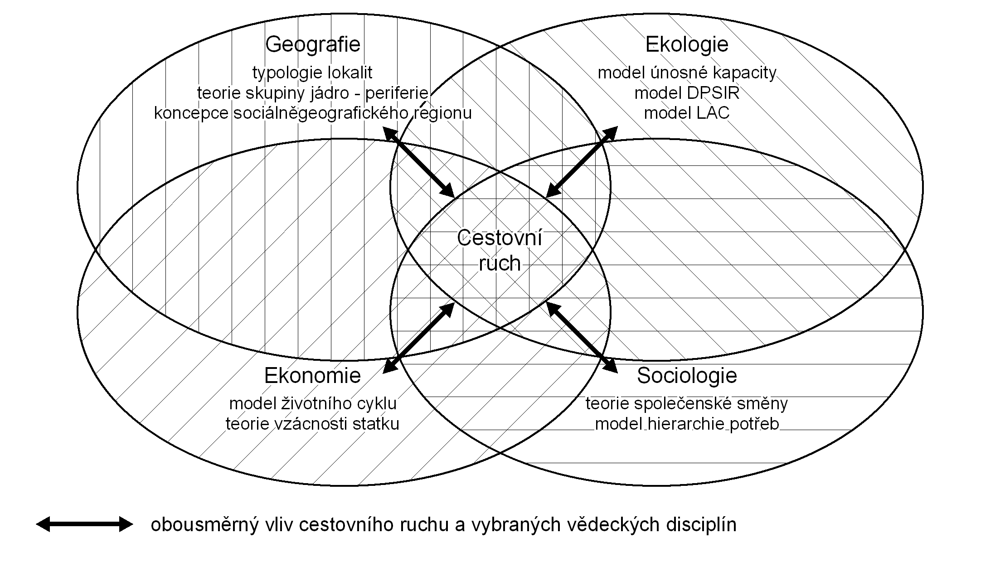 Geografie
typologie lokalit
teorie skupiny jádro - periferie
koncepce sociálněgeografického regionu
Ekologie
model únosné kapacity
model DPSIR
model LAC
Cestovní
ruch
Ekonomie
model životního cyklu
teorie vzácnosti statku
Sociologie
teorie společenské směny
model hierarchie potřeb
obousměrný vliv cestovního ruchu a vybraných vědeckých disciplín